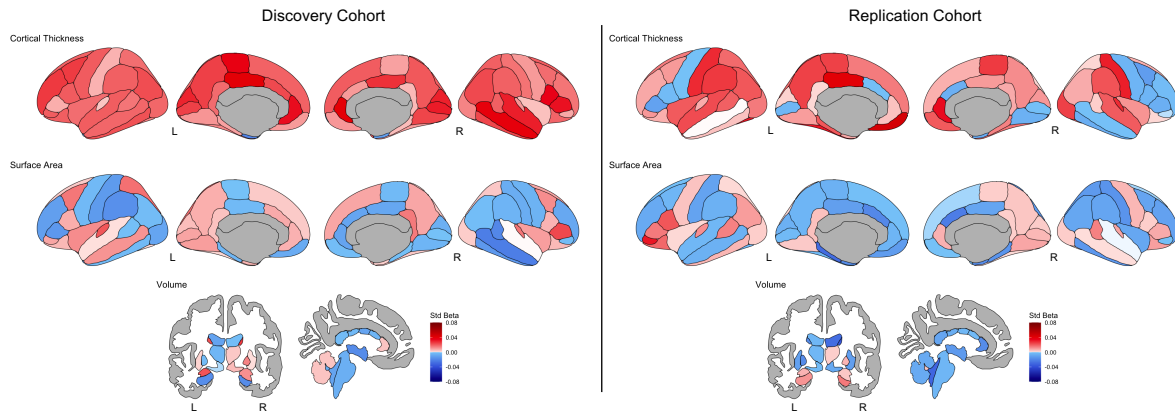 Discovery Cohort
Cortical Thickness
L
R
Surface Area
L
R
Volume
Std Beta
0.08
0.04
0.00
-0.04
-0.08
L
R
Replication Cohort
Cortical Thickness
L
R
Surface Area
L
R
Volume
Std Beta
0.08
0.04
0.00
-0.04
-0.08
L
R